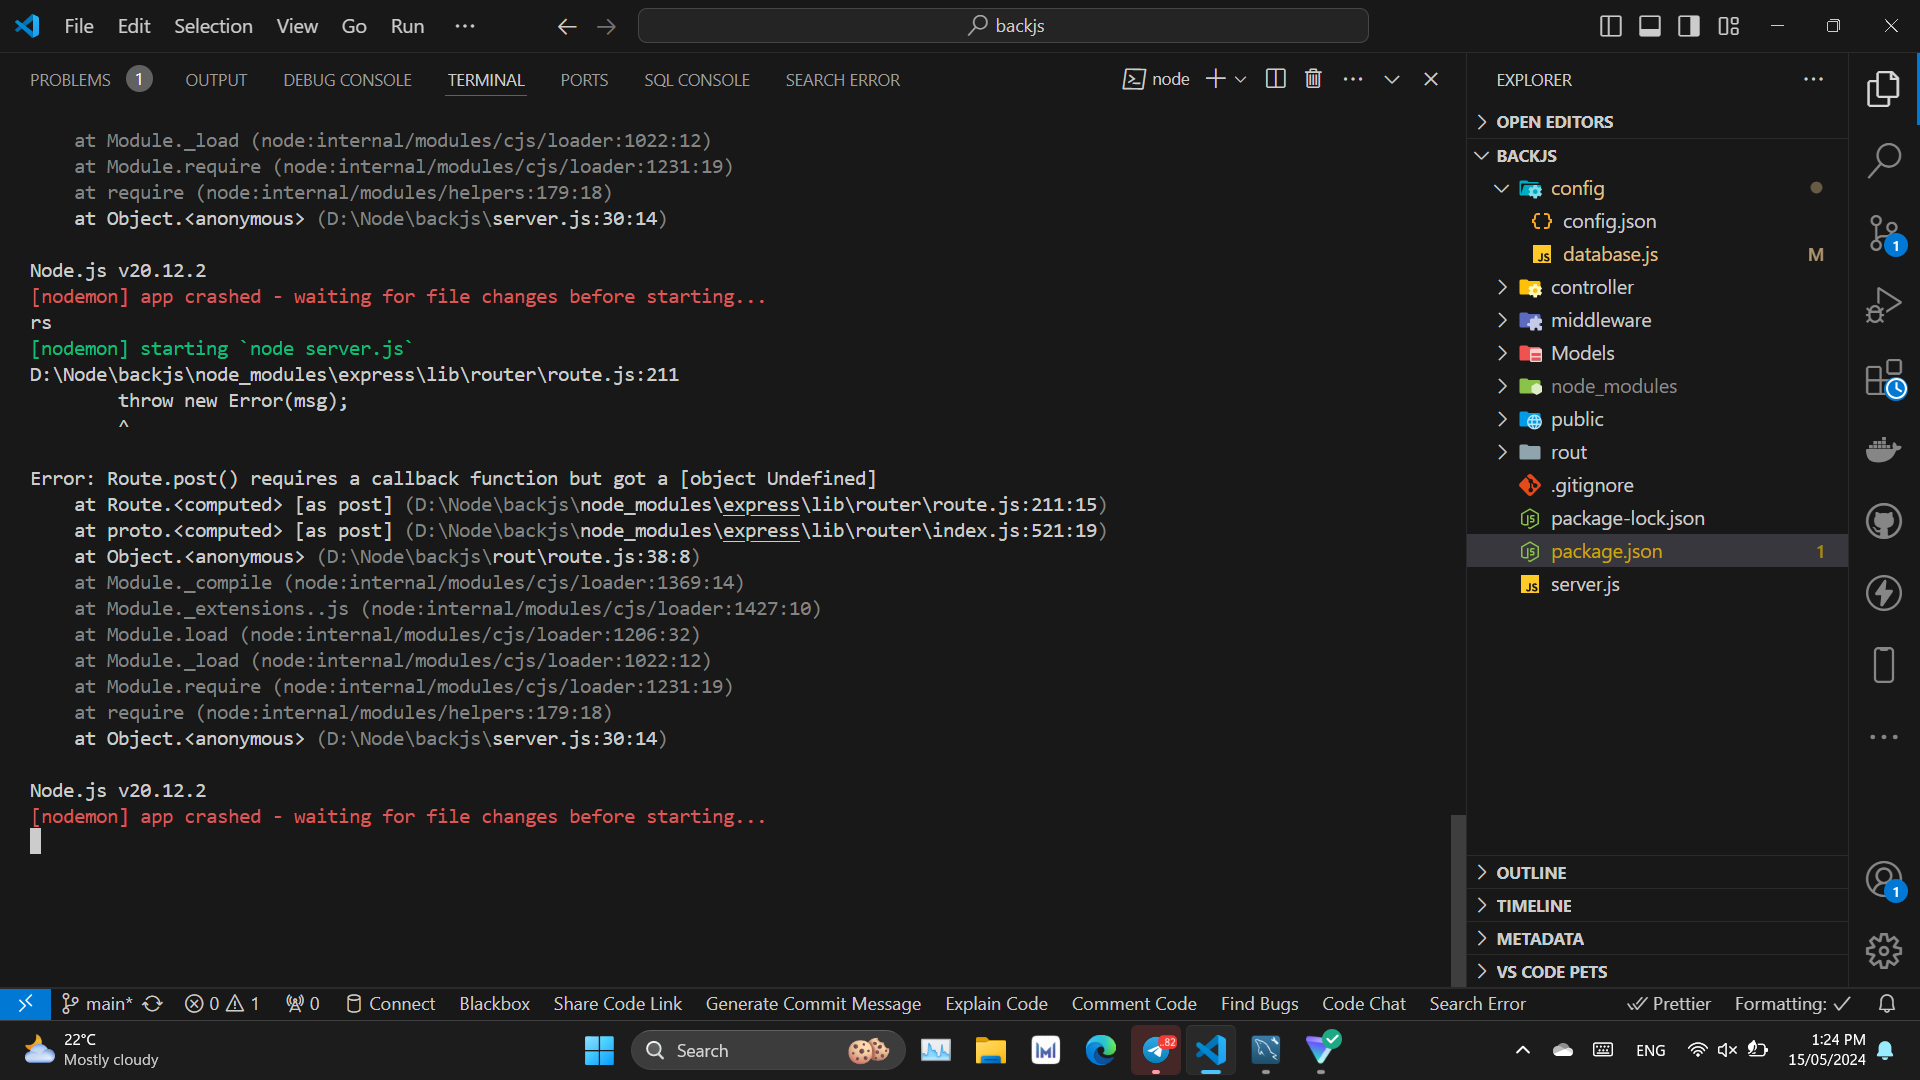 File Edit Selection View Go Run ···
backjs
PROBLEMS 1 OUTPUT DEBUG CONSOLE TERMINAL PORTS SQL CONSOLE SEARCH ERROR
node
at Module._load (node:internal/modules/cjs/loader:1022:12)
at Module.require (node:internal/modules/cjs/loader:1231:19)
at require (node:internal/modules/helpers:179:18)
at Object.<anonymous> (D:\Node\backjs\server.js:30:14)
Node.js v20.12.2
[nodemon] app crashed - waiting for file changes before starting...
rs
[nodemon] starting `node server.js`
D:\Node\backjs\node_modules\express\lib\router\route.js:211
throw new Error(msg);
^
Error: Route.post() requires a callback function but got a [object Undefined]
at Route.<computed> [as post] (D:\Node\backjs\node_modules\express\lib\router\route.js:211:15)
at proto.<computed> [as post] (D:\Node\backjs\node_modules\express\lib\router\index.js:521:19)
at Object.<anonymous> (D:\Node\backjs\rout\route.js:38:8)
at Module._compile (node:internal/modules/cjs/loader:1369:14)
at Module._extensions..js (node:internal/modules/cjs/loader:1427:10)
at Module.load (node:internal/modules/cjs/loader:1206:32)
at Module._load (node:internal/modules/cjs/loader:1022:12)
at Module.require (node:internal/modules/cjs/loader:1231:19)
at require (node:internal/modules/helpers:179:18)
at Object.<anonymous> (D:\Node\backjs\server.js:30:14)
Node.js v20.12.2
[nodemon] app crashed - waiting for file changes before starting...
EXPLORER
OPEN EDITORS
BACKJS
config
{} config.json
JS database.js M
controller
middleware
Models
node_modules
public
rout
.gitignore
package-lock.json
package.json 1
JS server.js
OUTLINE
TIMELINE
METADATA
VS CODE PETS
1
1
main* 0 1 0 Connect Blackbox Share Code Link Generate Commit Message Explain Code Comment Code Find Bugs Code Chat Search Error Prettier Formatting:
22°C
Mostly cloudy
Search
82
ENG
1:24 PM
15/05/2024